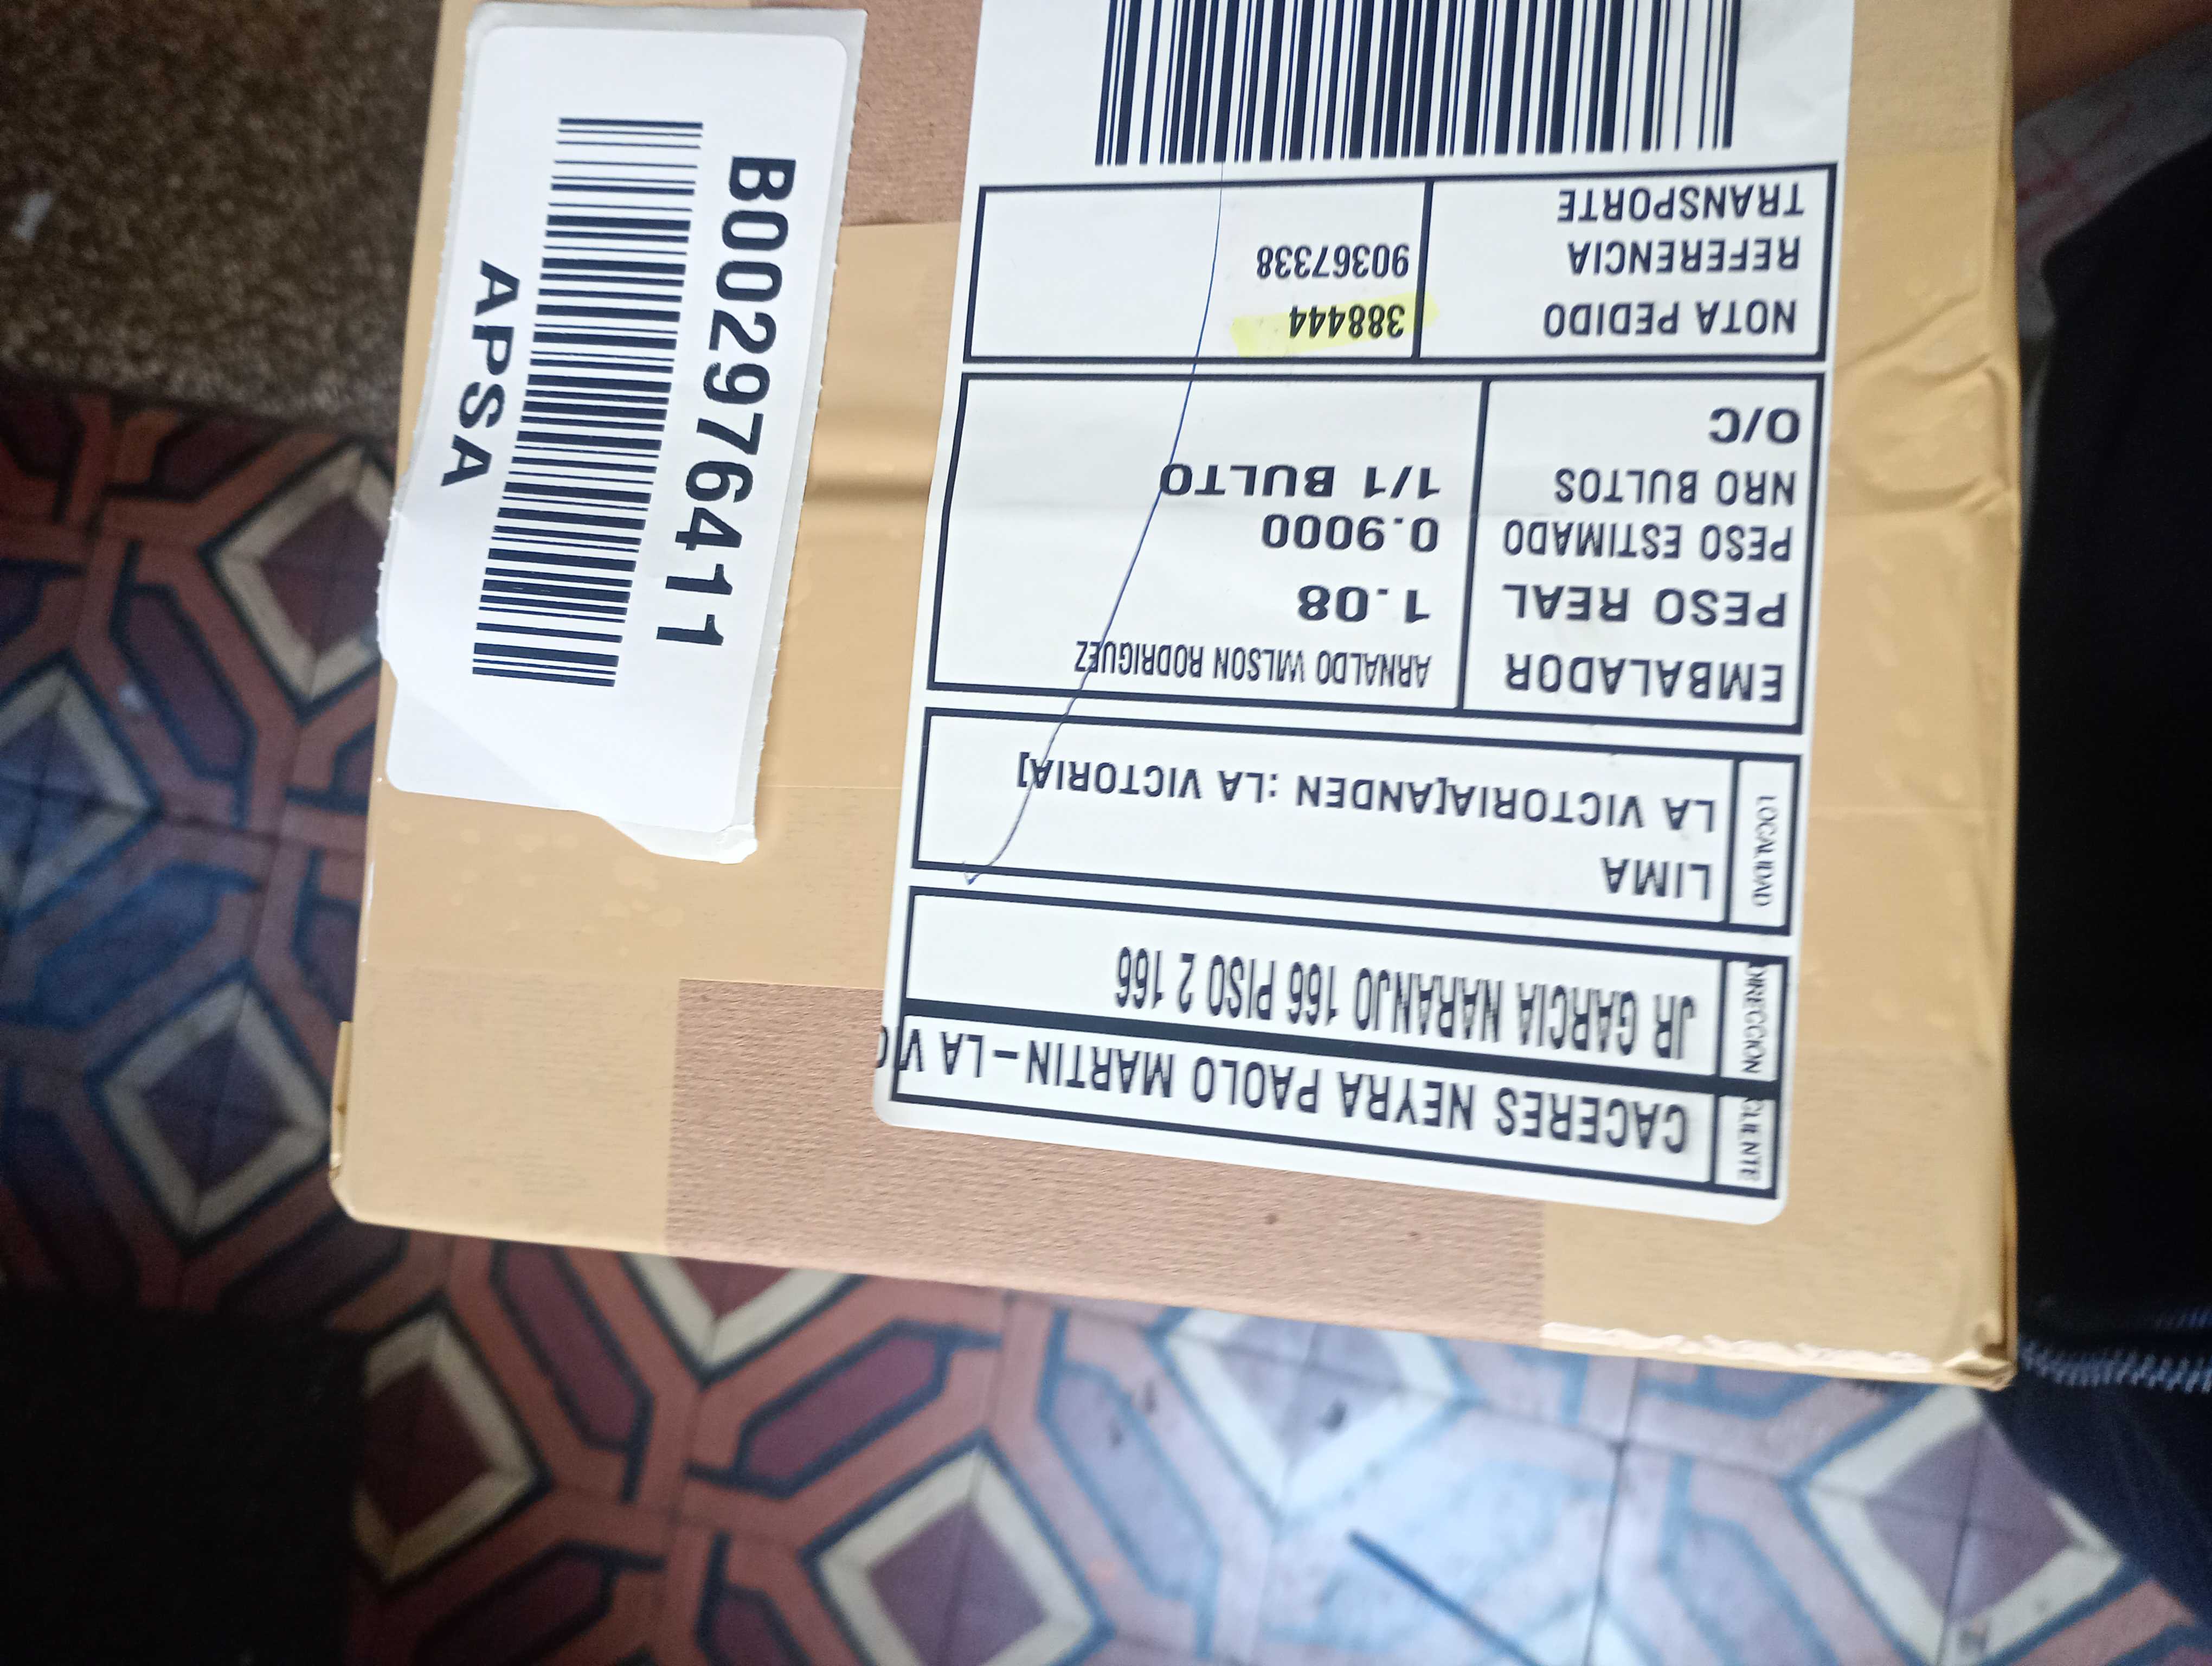 CLIENTE CACERES NEYRA PAOLO MARTIN-LA VIC
DIRECCION JR GARCIA NARANJO 166 PISO 2 166
LOCALIDAD LIMA
LA VICTORIA[ANDEN : LA VICTORIA]
EMBALADOR ARNALDO WILSON RODRIGUEZ
PESO REAL 1.08
PESO ESTIMADO 0.9000
NRO BULTOS 1/1 BULTO
O/C
NOTA PEDIDO 388444
REFERENCIA 90367338
TRANSPORTE
B002976411
APSA